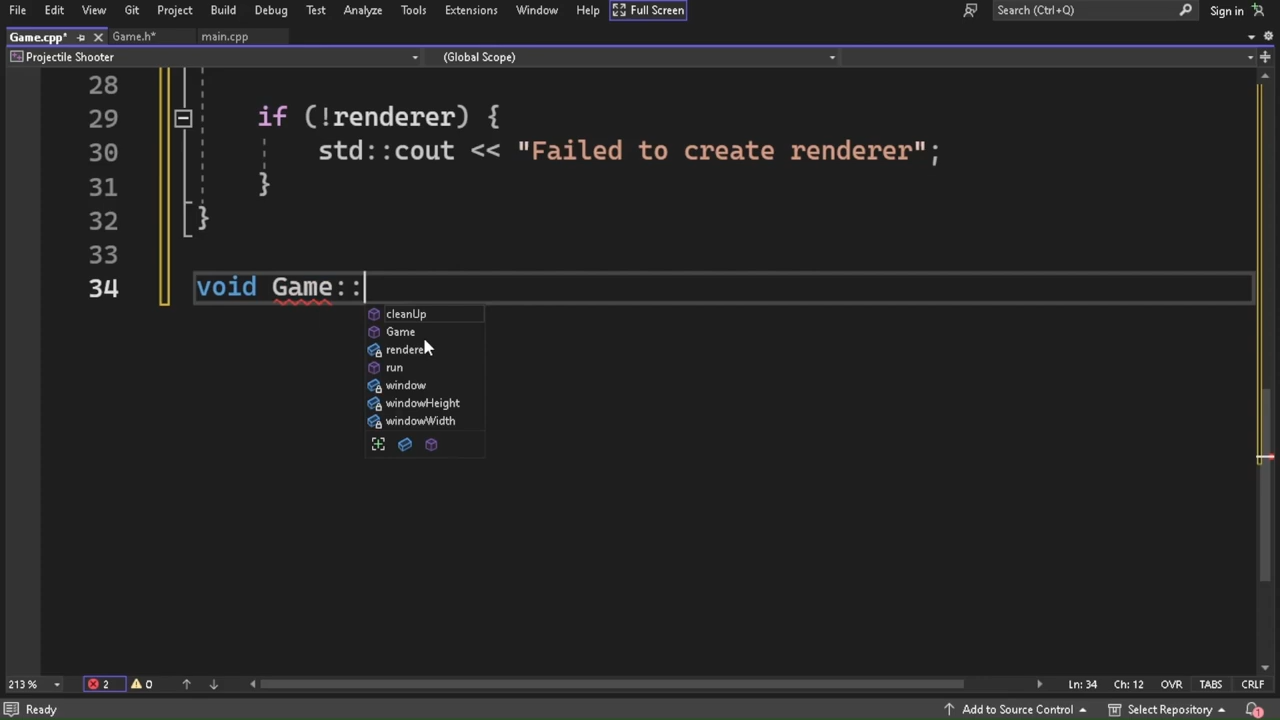 File Edit View Git Project Build Debug Test Analyze Tools Extensions Window Help Full Screen Search (Ctrl+Q) Sign in
Game.cpp* Game.h* main.cpp
Projectile Shooter (Global Scope)
28
29 if (!renderer) {
30 std::cout << "Failed to create renderer";
31 }
32 }
33
34 void Game::
cleanUp
Game
renderer
run
window
windowHeight
windowWidth
213 % 2 0 Ln: 34 Ch: 12 OVR TABS CRLF
Ready Add to Source Control Select Repository 1